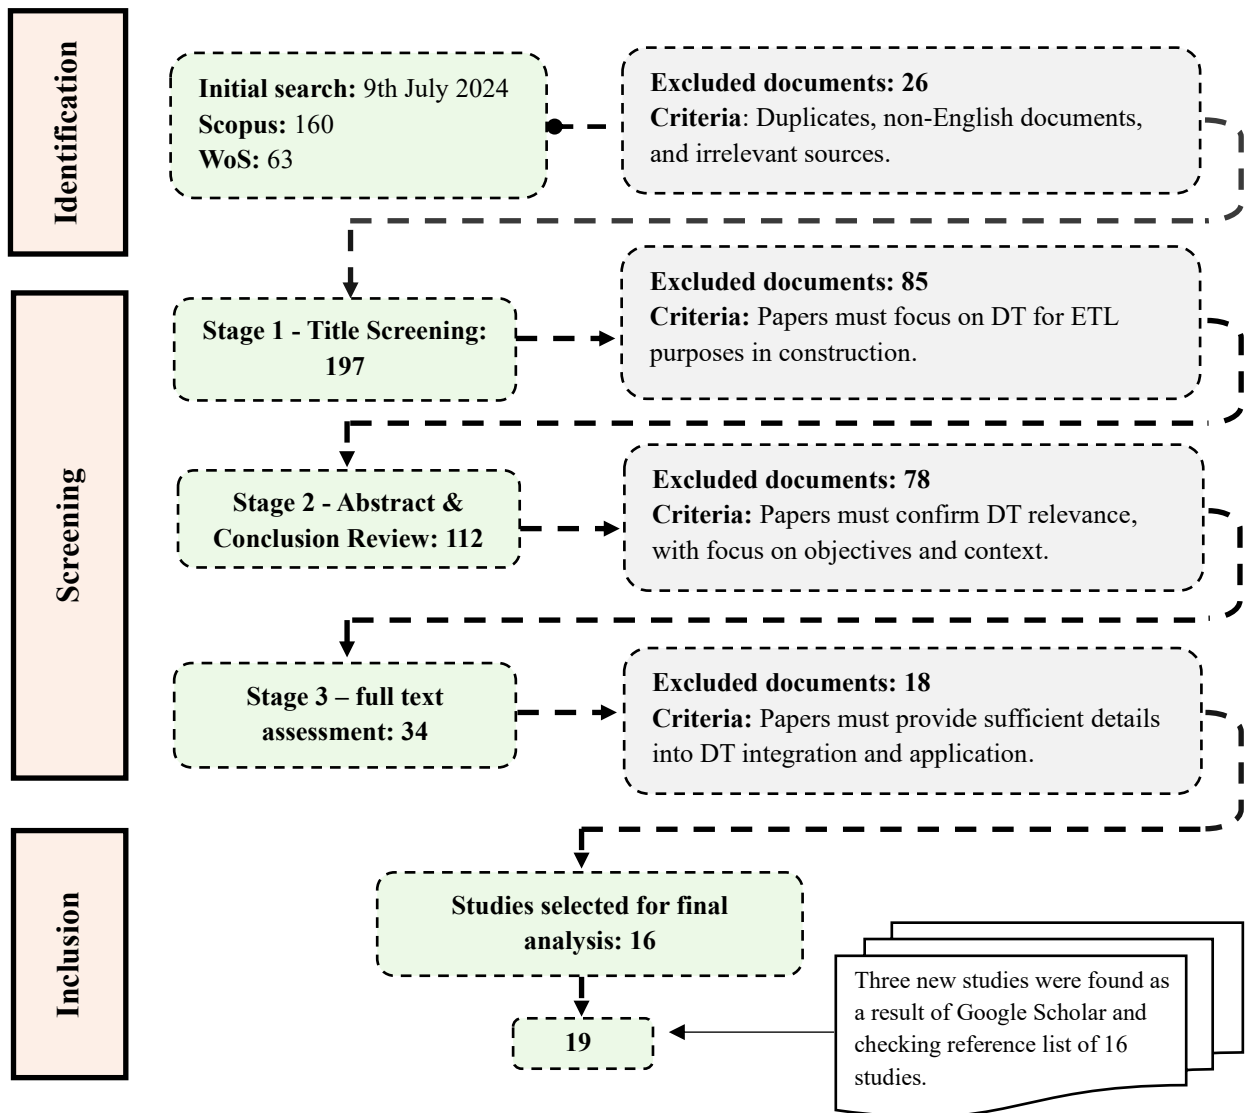 Identification
Initial search: 9th July 2024
Scopus: 160
WoS: 63
Excluded documents: 26
Criteria: Duplicates, non-English documents,
and irrelevant sources.
Screening
Stage 1 - Title Screening:
197
Excluded documents: 85
Criteria: Papers must focus on DT for ETL
purposes in construction.
Stage 2 - Abstract &
Conclusion Review: 112
Excluded documents: 78
Criteria: Papers must confirm DT relevance,
with focus on objectives and context.
Stage 3 – full text
assessment: 34
Excluded documents: 18
Criteria: Papers must provide sufficient details
into DT integration and application.
Inclusion
Studies selected for final
analysis: 16
19
Three new studies were found as
a result of Google Scholar and
checking reference list of 16
studies.